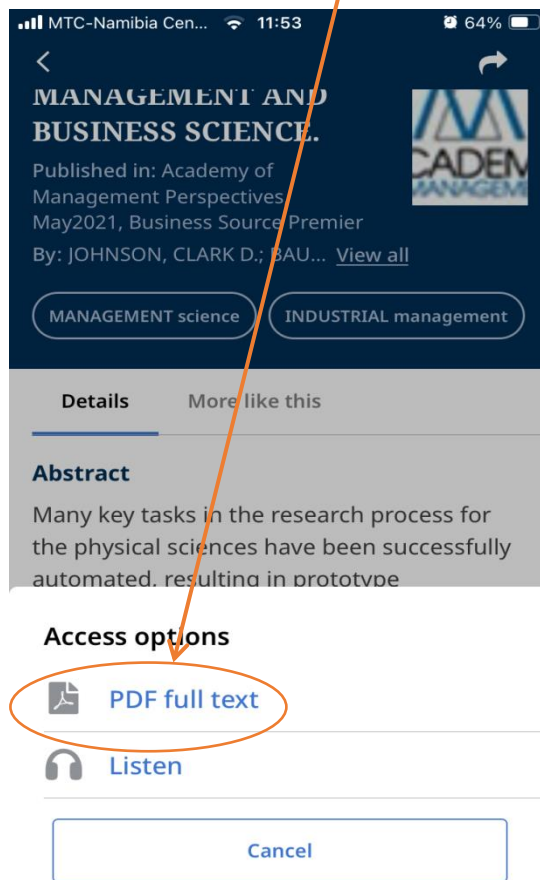 MTC-Namibia Cen... 11:53 64%
MANAGEMENT AND
BUSINESS SCIENCE.
Published in: Academy of
Management Perspectives
May2021, Business Source Premier
By: JOHNSON, CLARK D.; BAU... View all
CADEM
MANAGEM
MANAGEMENT science INDUSTRIAL management
Details More like this
Abstract
Many key tasks in the research process for
the physical sciences have been successfully
automated, resulting in prototype
Access options
PDF full text
Listen
Cancel